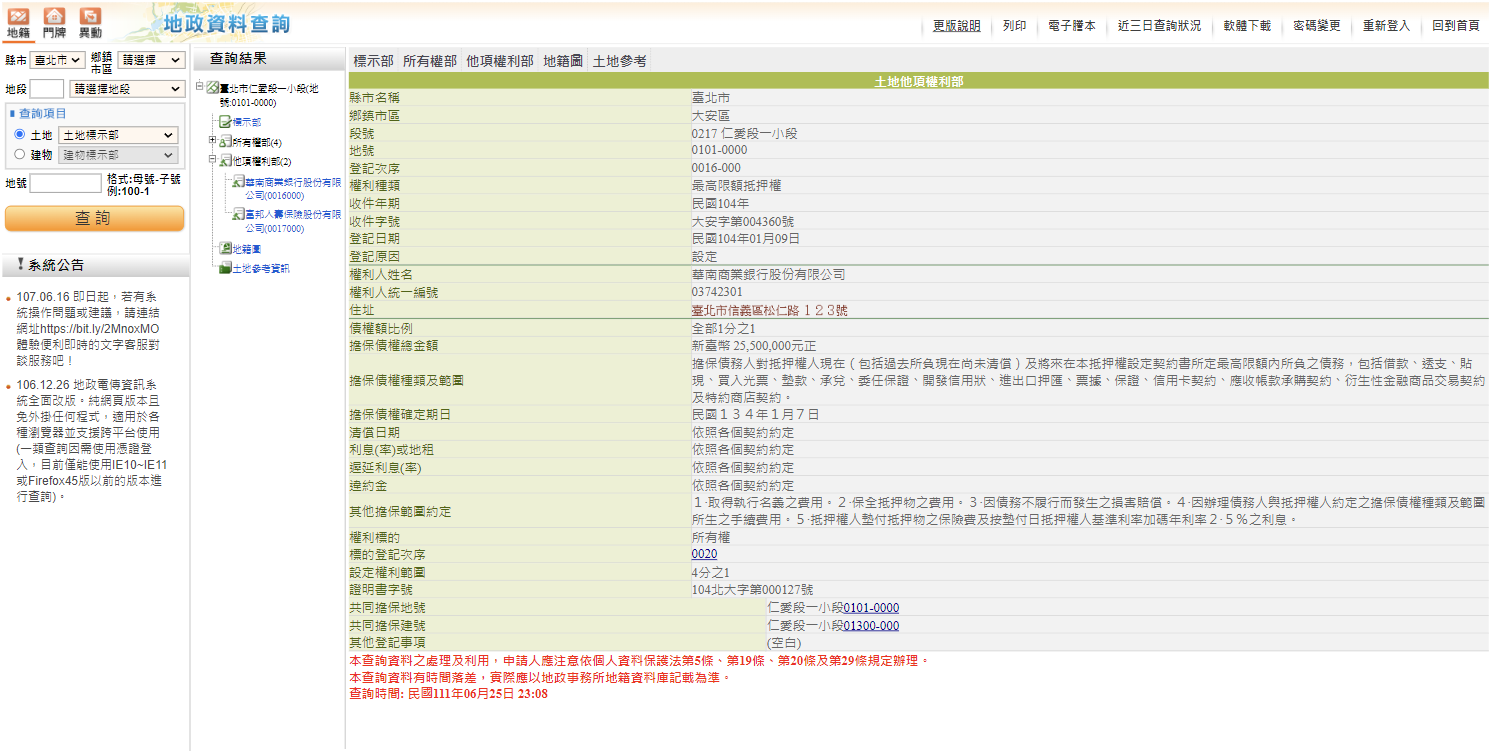 地籍 門牌 異動
地政資料查詢
更版說明 列印 電子謄本 近三日查詢狀況 軟體下載 密碼變更 重新登入 回到首頁
縣市 臺北市 鄉鎮市區 請選擇
地段 請選擇地段
查詢項目
土地 土地標示部
建物 建物標示部
地號 格式:母號-子號
例:100-1
查 詢
系統公告
107.06.16 即日起，若有系
統操作問題或建議，請連結
網址https://bit.ly/2MnoxMO
體驗便利即時的文字客服對
談服務吧！
106.12.26 地政電傳資訊系
統全面改版。純網頁版本且
免外掛任何程式，適用於各
種瀏覽器並支援跨平台使用
(一類查詢因需使用憑證登
入，目前僅能使用IE10~IE11
或Firefox45版以前的版本進
行查詢)。
查詢結果
臺北市仁愛段一小段(地
號:0101-0000)
標示部
所有權部(4)
他項權利部(2)
華南商業銀行股份有限
公司(0016000)
富邦人壽保險股份有限
公司(0017000)
地籍圖
土地參考資訊
標示部 所有權部 他項權利部 地籍圖 土地參考
土地他項權利部
縣市名稱 臺北市
鄉鎮市區 大安區
段號 0217 仁愛段一小段
地號 0101-0000
登記次序 0016-000
權利種類 最高限額抵押權
收件年期 民國104年
收件字號 大安字第004360號
登記日期 民國104年01月09日
登記原因 設定
權利人姓名 華南商業銀行股份有限公司
權利人統一編號 03742301
住址 臺北市信義區松仁路１２３號
債權額比例 全部1分之1
擔保債權總金額 新臺幣 25,500,000元正
擔保債權種類及範圍 擔保債務人對抵押權人現在（包括過去所負現在尚未清償）及將來在本抵押權設定契約書所定最高限額內所負之債務，包括借款、透支、貼
現、買入光票、墊款、承兌、委任保證、開發信用狀、進出口押匯、票據、保證、信用卡契約、應收帳款承購契約、衍生性金融商品交易契約
及特約商店契約。
擔保債權確定期日 民國１３４年１月７日
清償日期 依照各個契約約定
利息(率)或地租 依照各個契約約定
遲延利息(率) 依照各個契約約定
違約金 依照各個契約約定
其他擔保範圍約定 １‧取得執行名義之費用。２‧保全抵押物之費用。３‧因債務不履行而發生之損害賠償。４‧因辦理債務人與抵押權人約定之擔保債權種類及範圍
所生之手續費用。５‧抵押權人墊付抵押物之保險費及按墊付日抵押權人基準利率加碼年利率２‧５％之利息。
權利標的 所有權
標的登記次序 0020
設定權利範圍 4分之1
證明書字號 104北大字第000127號
共同擔保地號 仁愛段一小段0101-0000
共同擔保建號 仁愛段一小段01300-000
其他登記事項 (空白)
本查詢資料之處理及利用，申請人應注意依個人資料保護法第5條、第19條、第20條及第29條規定辦理。
本查詢資料有時間落差，實際應以地政事務所地籍資料庫記載為準。
查詢時間: 民國111年06月25日 23:08